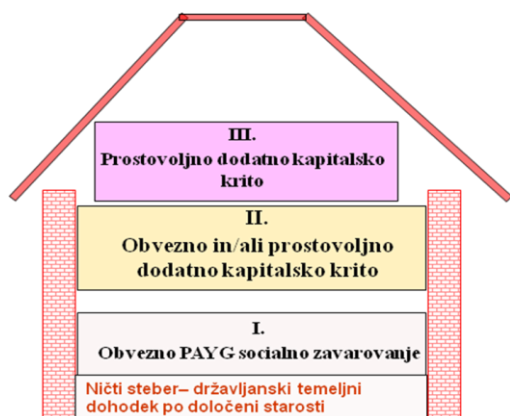 III.
Prostovoljno dodatno kapitalsko
krito
II.
Obvezno in/ali prostovoljno
dodatno kapitalsko krito
I.
Obvezno PAYG socialno zavarovanje
Ničti steber– državljanski temeljni
dohodek po določeni starosti